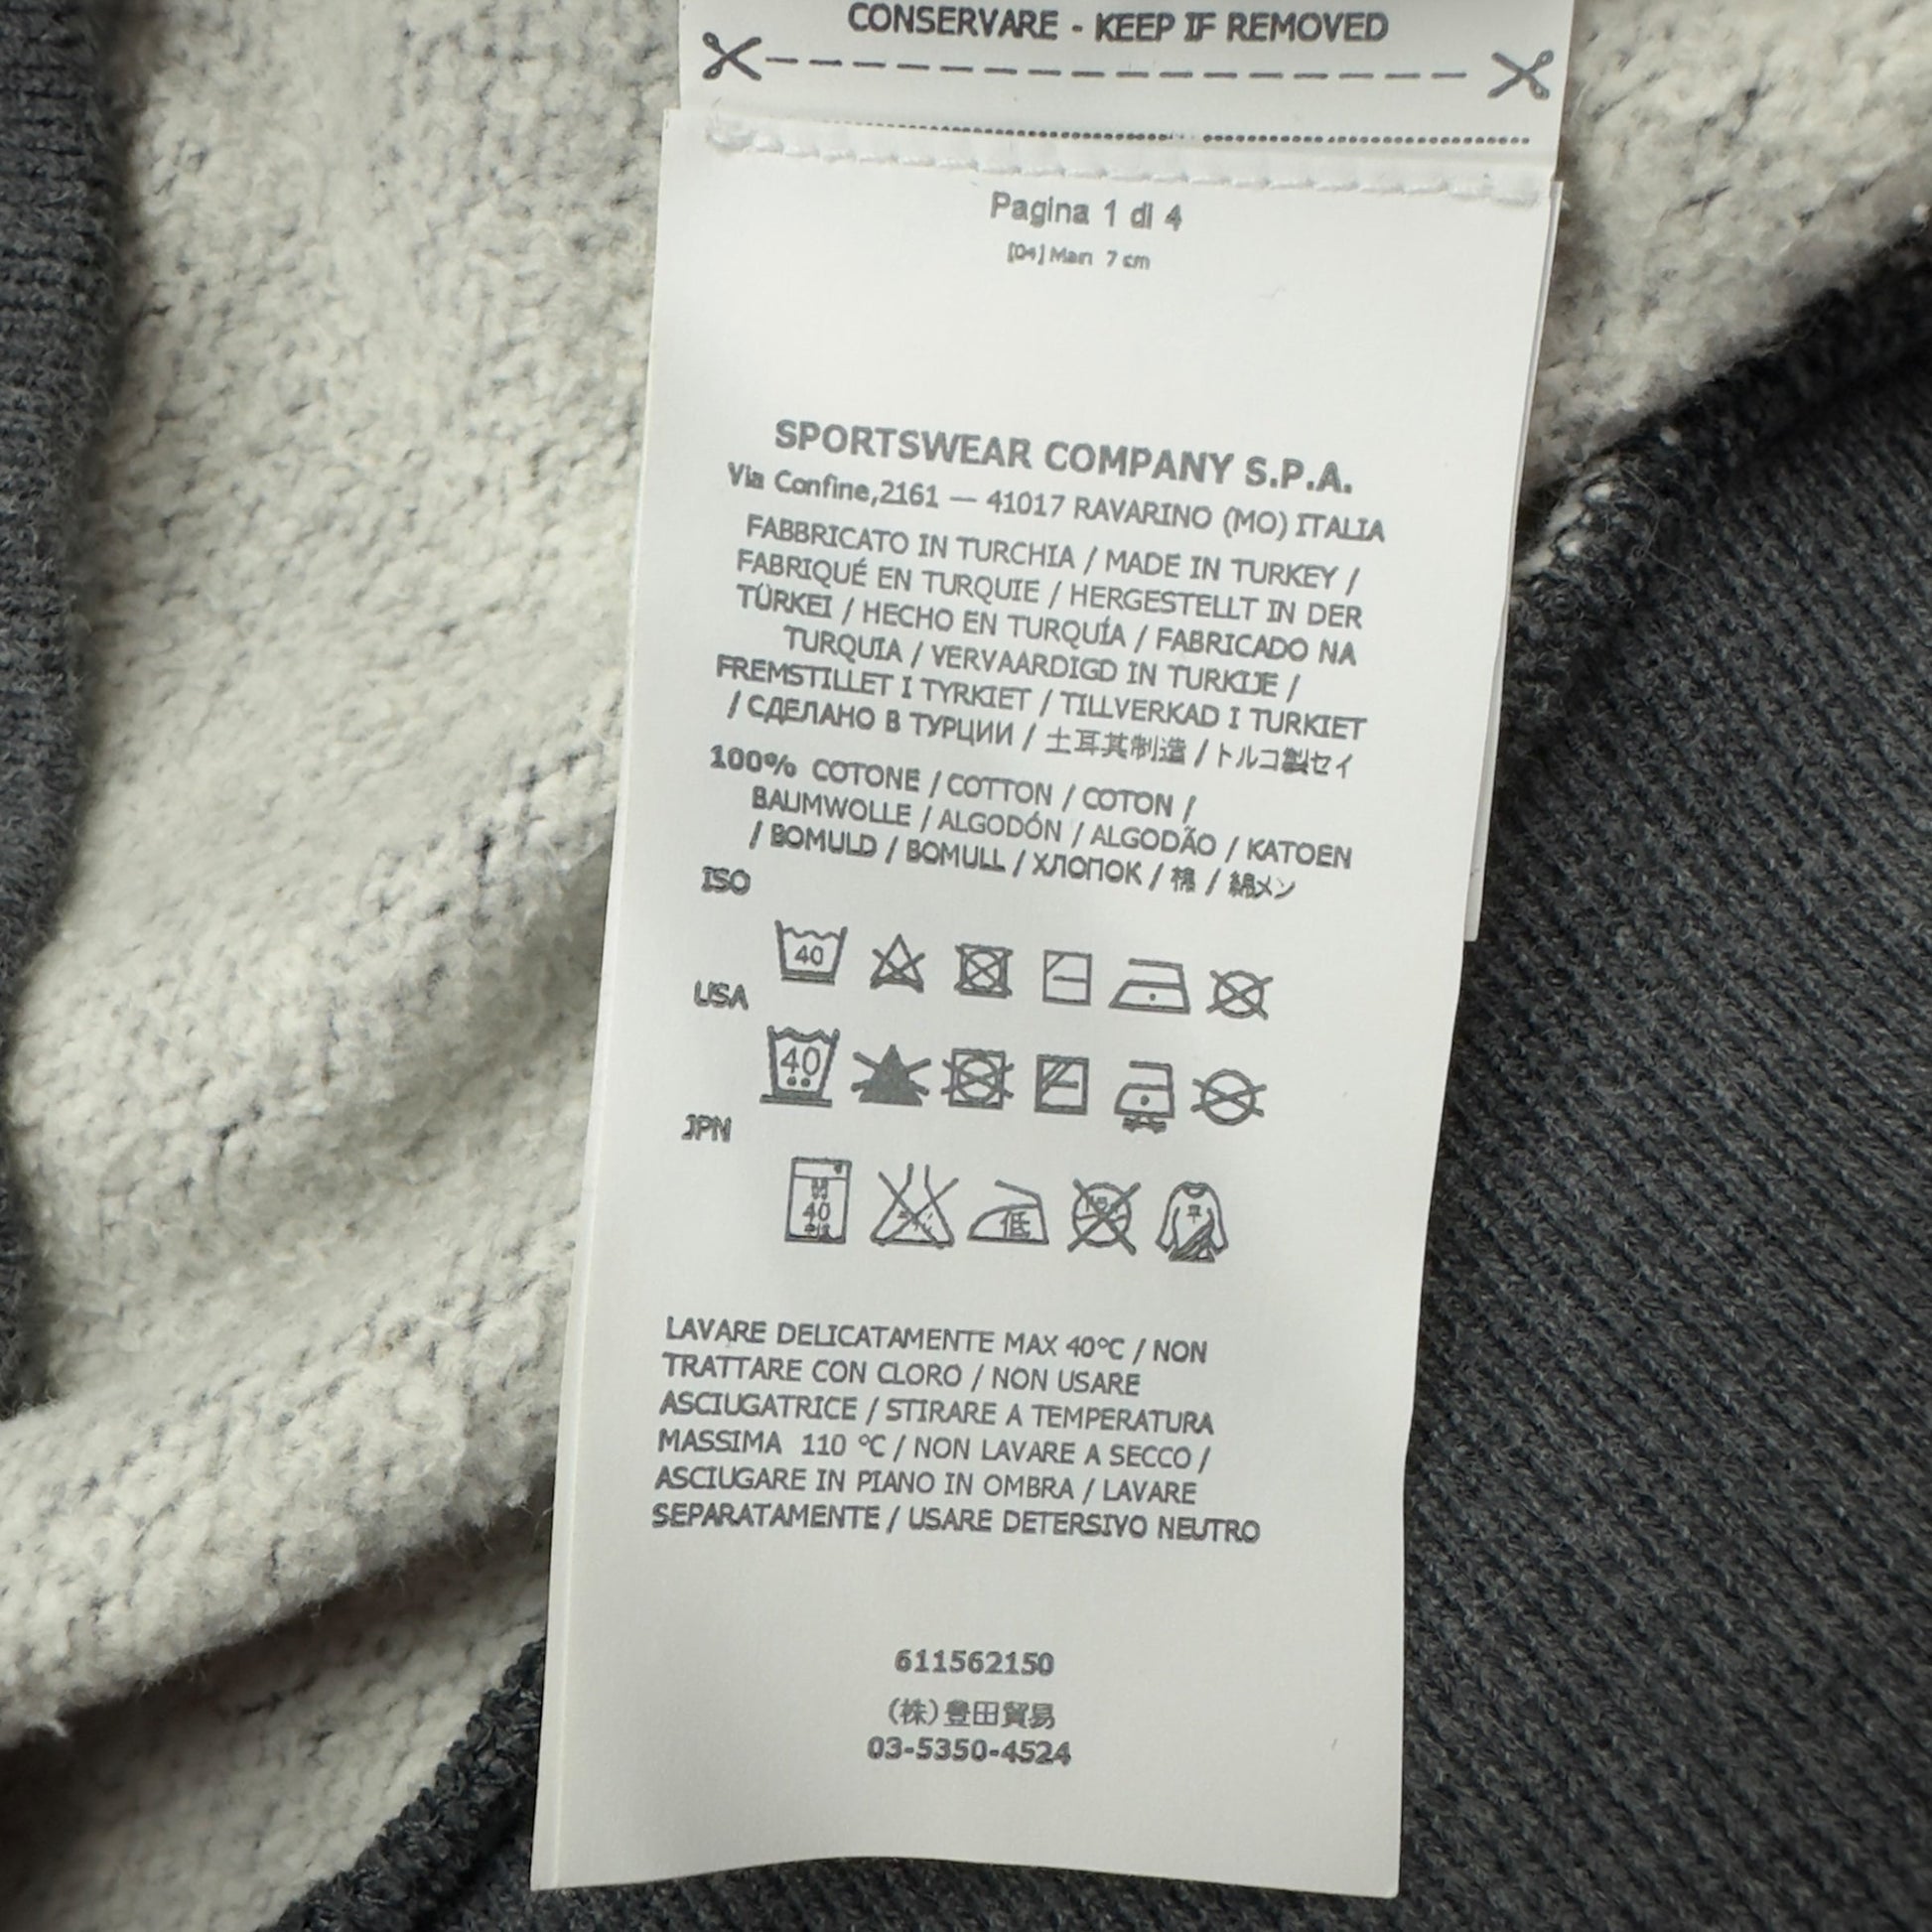 CONSERVARE - KEEP IF REMOVED
Pagina 1 di 4
[04] Man 7 cm
SPORTSWEAR COMPANY S.P.A.
Via Confine,2161 — 41017 RAVARINO (MO) ITALIA
FABBRICATO IN TURCHIA / MADE IN TURKEY /
FABRIQUÉ EN TURQUIE / HERGESTELLT IN DER
TÜRKEI / HECHO EN TURQUÍA / FABRICADO NA
TURQUIA / VERVAARDIGD IN TURKIJE /
FREMSTILLET I TYRKIET / TILLVERKAD I TURKIET
/ СДЕЛАНО В ТУРЦИИ / 土耳其制造 / トルコ製セイ
100% COTONE / COTTON / COTON /
BAUMWOLLE / ALGODÓN / ALGODÃO / KATOEN
/ BOMULD / BOMULL / ХЛОПОК / 棉 / 綿メン
ISO
40
USA
40
JPN
40 低 平
LAVARE DELICATAMENTE MAX 40°C / NON
TRATTARE CON CLORO / NON USARE
ASCIUGATRICE / STIRARE A TEMPERATURA
MASSIMA 110 °C / NON LAVARE A SECCO /
ASCIUGARE IN PIANO IN OMBRA / LAVARE
SEPARATAMENTE / USARE DETERSIVO NEUTRO
611562150
(株)豊田貿易
03-5350-4524